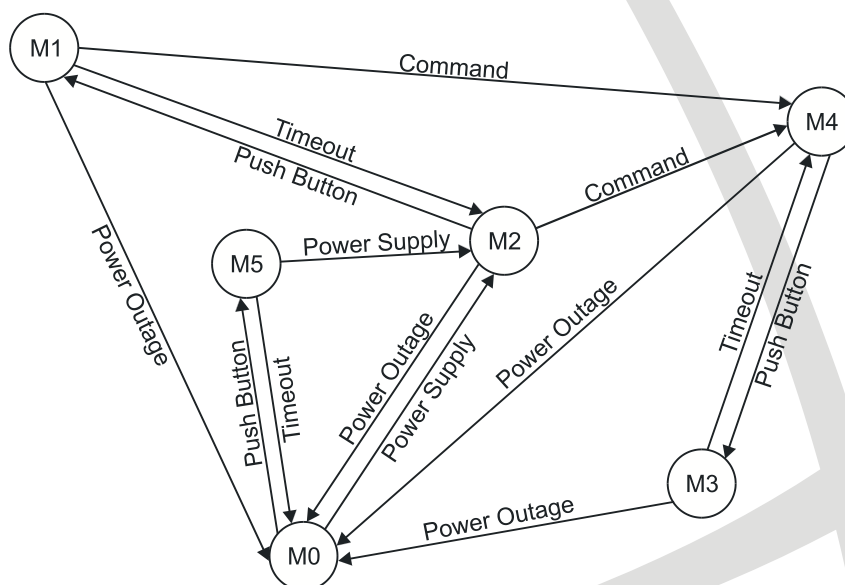 M1
Command
M4
Timeout
Push Button
Command
M2
Power Supply
M5
Power Outage
Power Outage
Power Supply
Power Outage
Timeout
Push Button
Push Button
Timeout
M3
Power Outage
M0